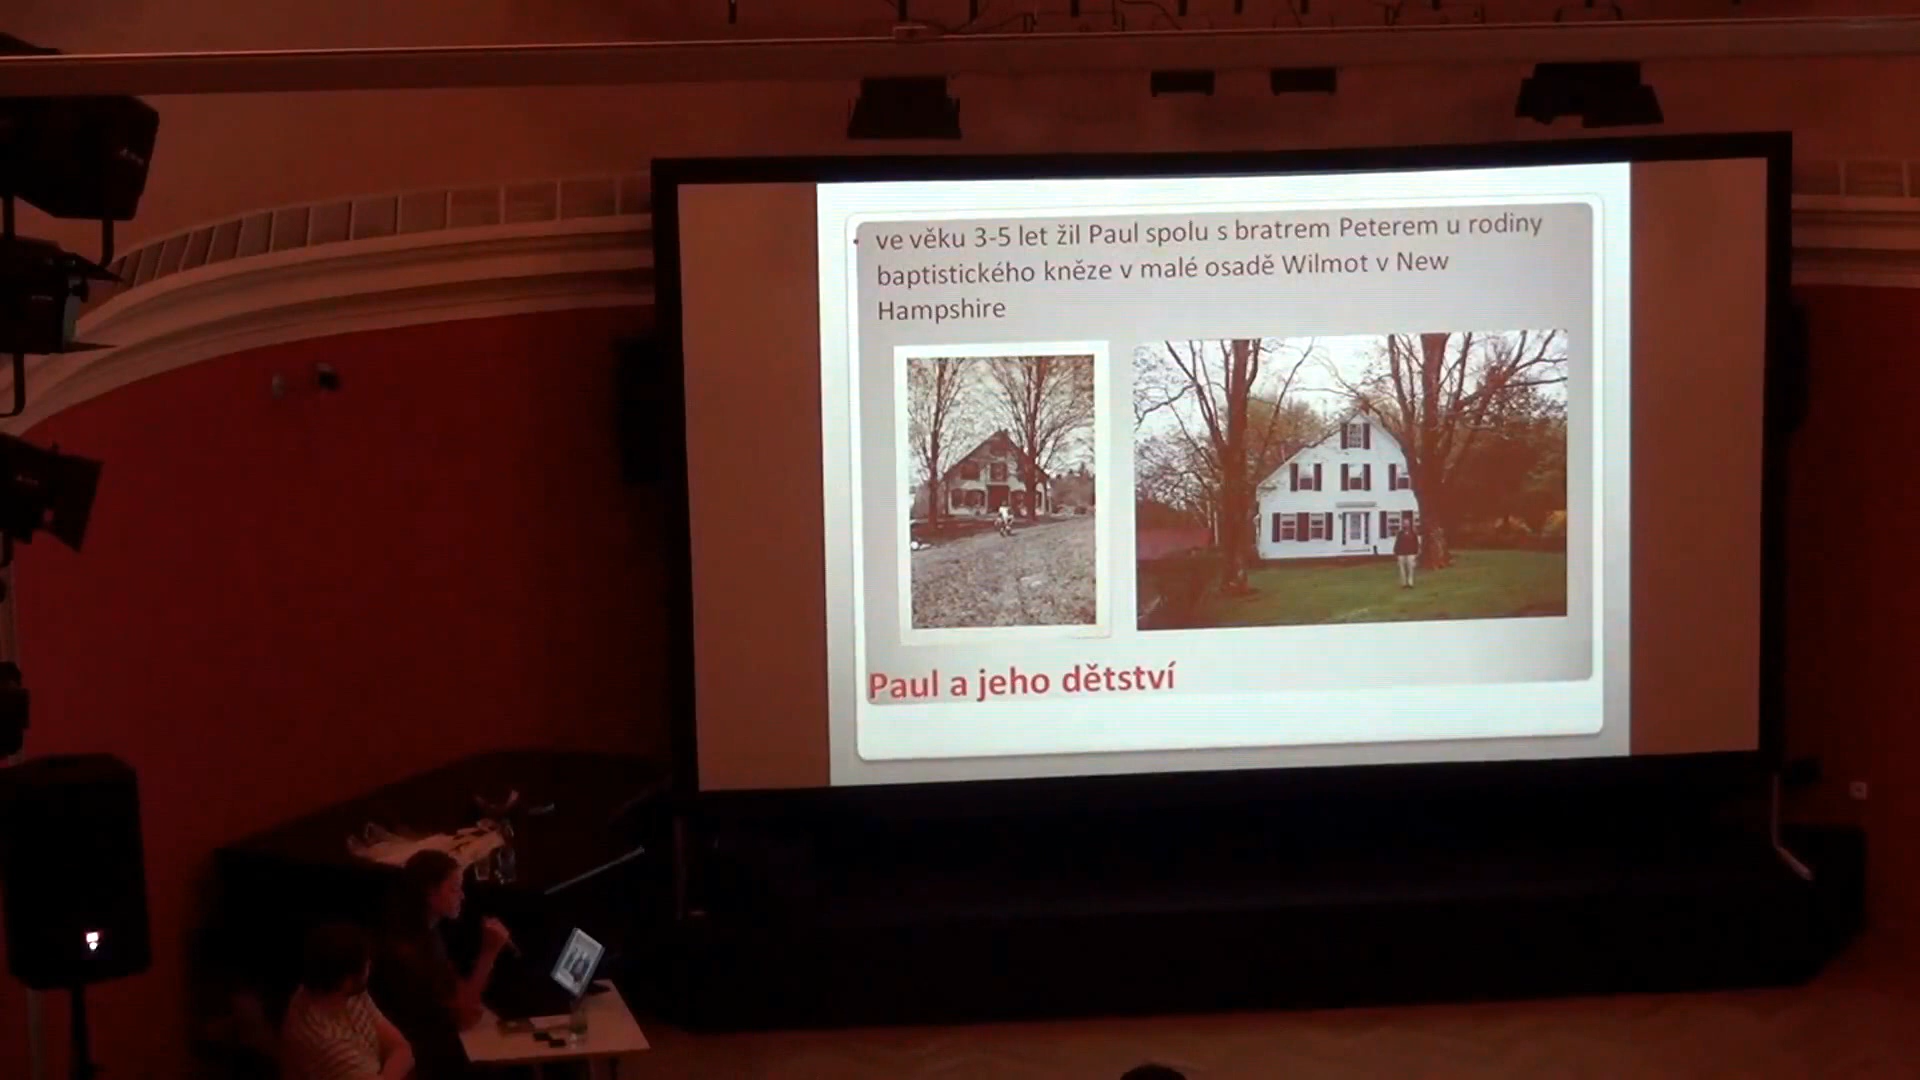 ve věku 3-5 let žil Paul spolu s bratrem Peterem u rodiny
baptistického kněze v malé osadě Wilmot v New
Hampshire
Paul a jeho dětství